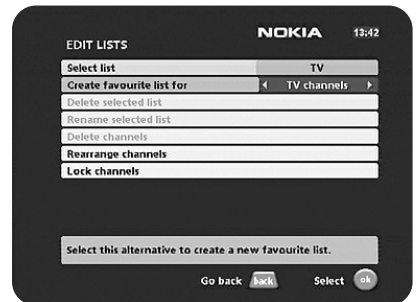 NOKIA 13:42
EDIT LISTS
Select list TV
Create favourite list for TV channels
Delete selected list
Rename selected list
Delete channels
Rearrange channels
Lock channels
Select this alternative to create a new favourite list.
Go back back Select ok